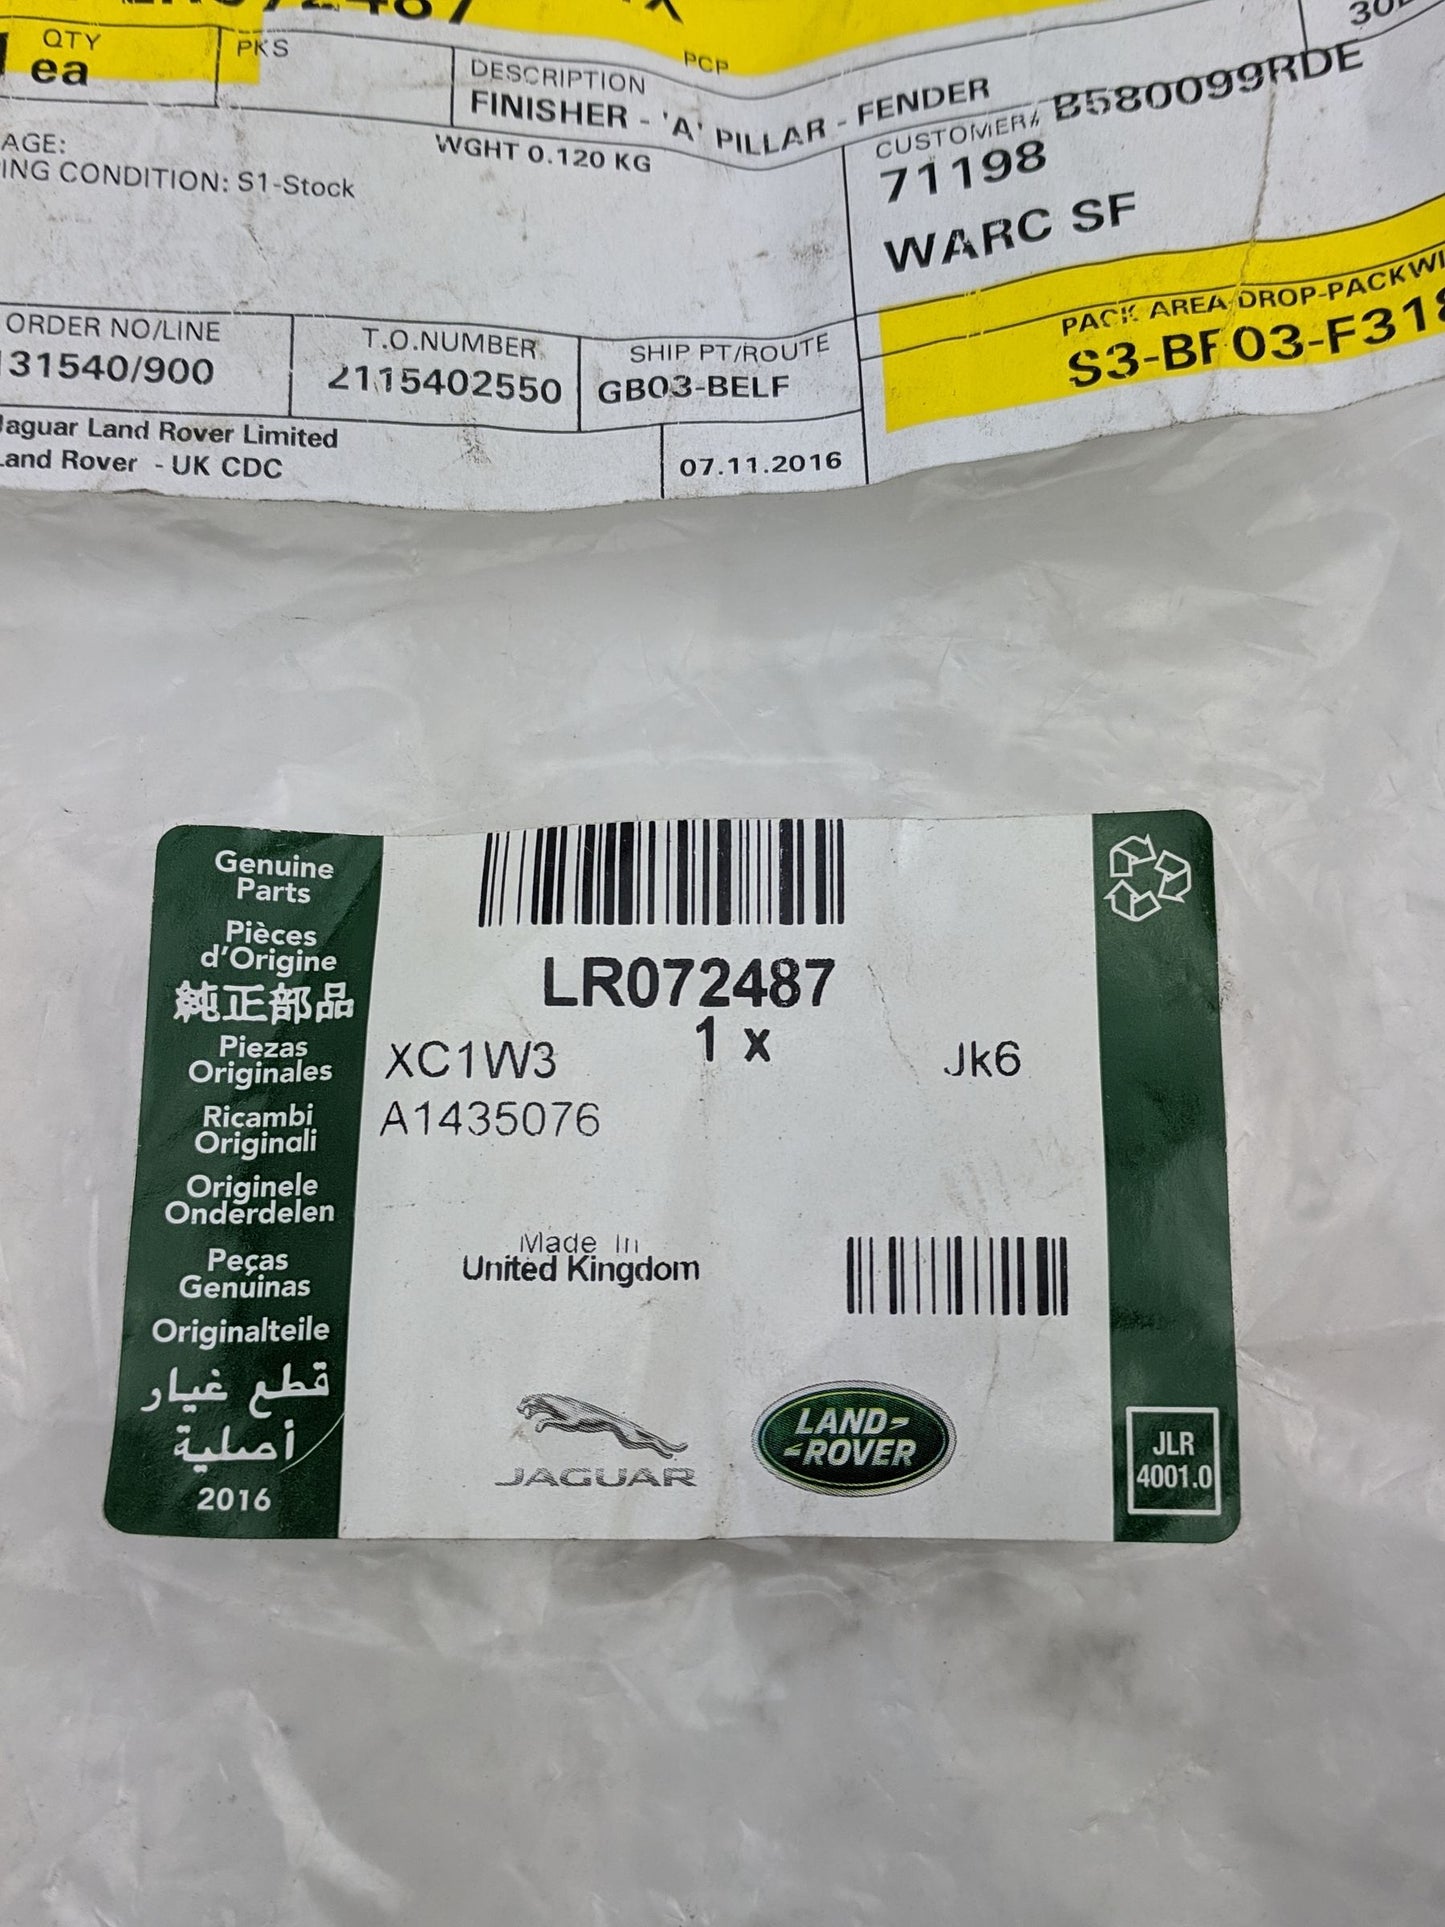 QTY
ea
PKS
PCP
DESCRIPTION
FINISHER - 'A' PILLAR - FENDER
WGHT 0.120 KG
AGE:
ING CONDITION: S1-Stock
CUSTOMER# B580099RDE
71198
WARC SF
PACK AREA-DROP-PACKWI
S3-BF03-F318
ORDER NO/LINE
131540/900
T.O.NUMBER
2115402550
SHIP PT/ROUTE
GB03-BELF
Jaguar Land Rover Limited
Land Rover - UK CDC
07.11.2016
Genuine
Parts
Pièces
d'Origine
純正部品
Piezas
Originales
Ricambi
Originali
Originele
Onderdelen
Peças
Genuinas
Originalteile
قطع غيار
أصلية
2016
LR072487
1 x
XC1W3
Jk6
A1435076
Made In
United Kingdom
JAGUAR
LAND-
-ROVER
JLR
4001.0